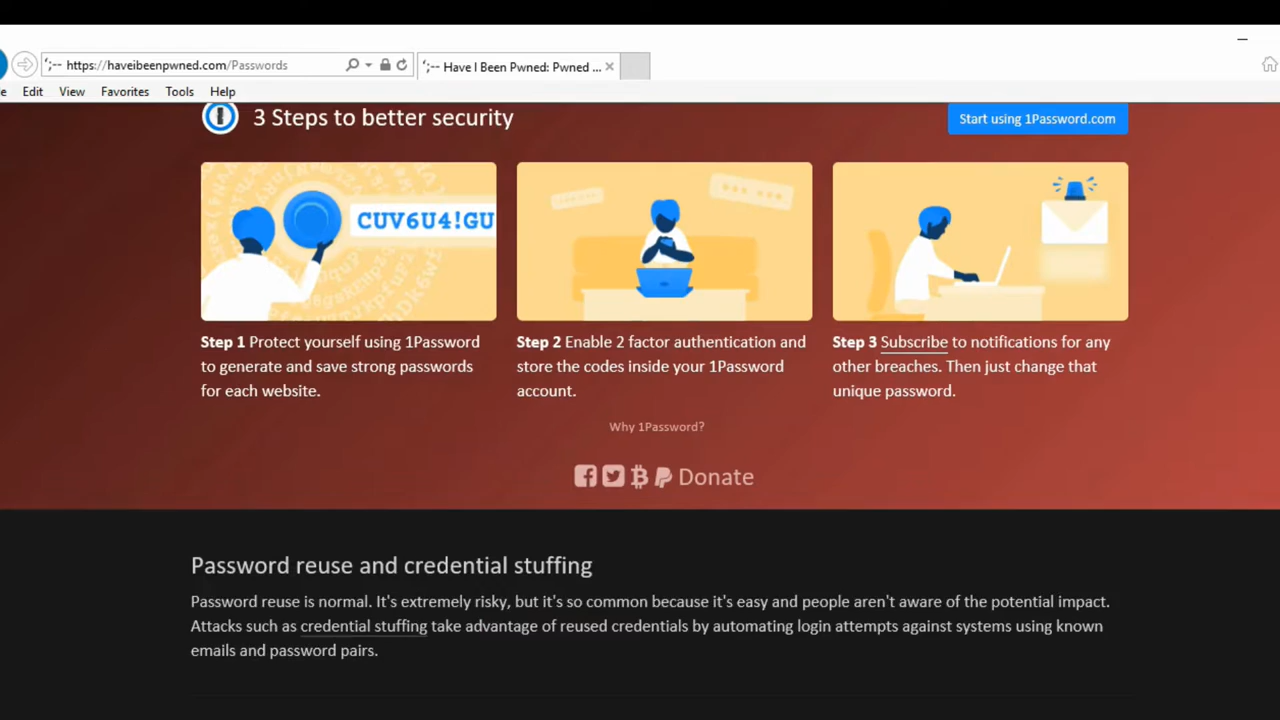 ';-- https://haveibeenpwned.com/Passwords
';-- Have I Been Pwned: Pwned ...
Edit View Favorites Tools Help
3 Steps to better security
Start using 1Password.com
CUV6U4!GU
Step 1 Protect yourself using 1Password
to generate and save strong passwords
for each website.
Step 2 Enable 2 factor authentication and
store the codes inside your 1Password
account.
Step 3 Subscribe to notifications for any
other breaches. Then just change that
unique password.
Why 1Password?
Donate
Password reuse and credential stuffing
Password reuse is normal. It's extremely risky, but it's so common because it's easy and people aren't aware of the potential impact.
Attacks such as credential stuffing take advantage of reused credentials by automating login attempts against systems using known
emails and password pairs.